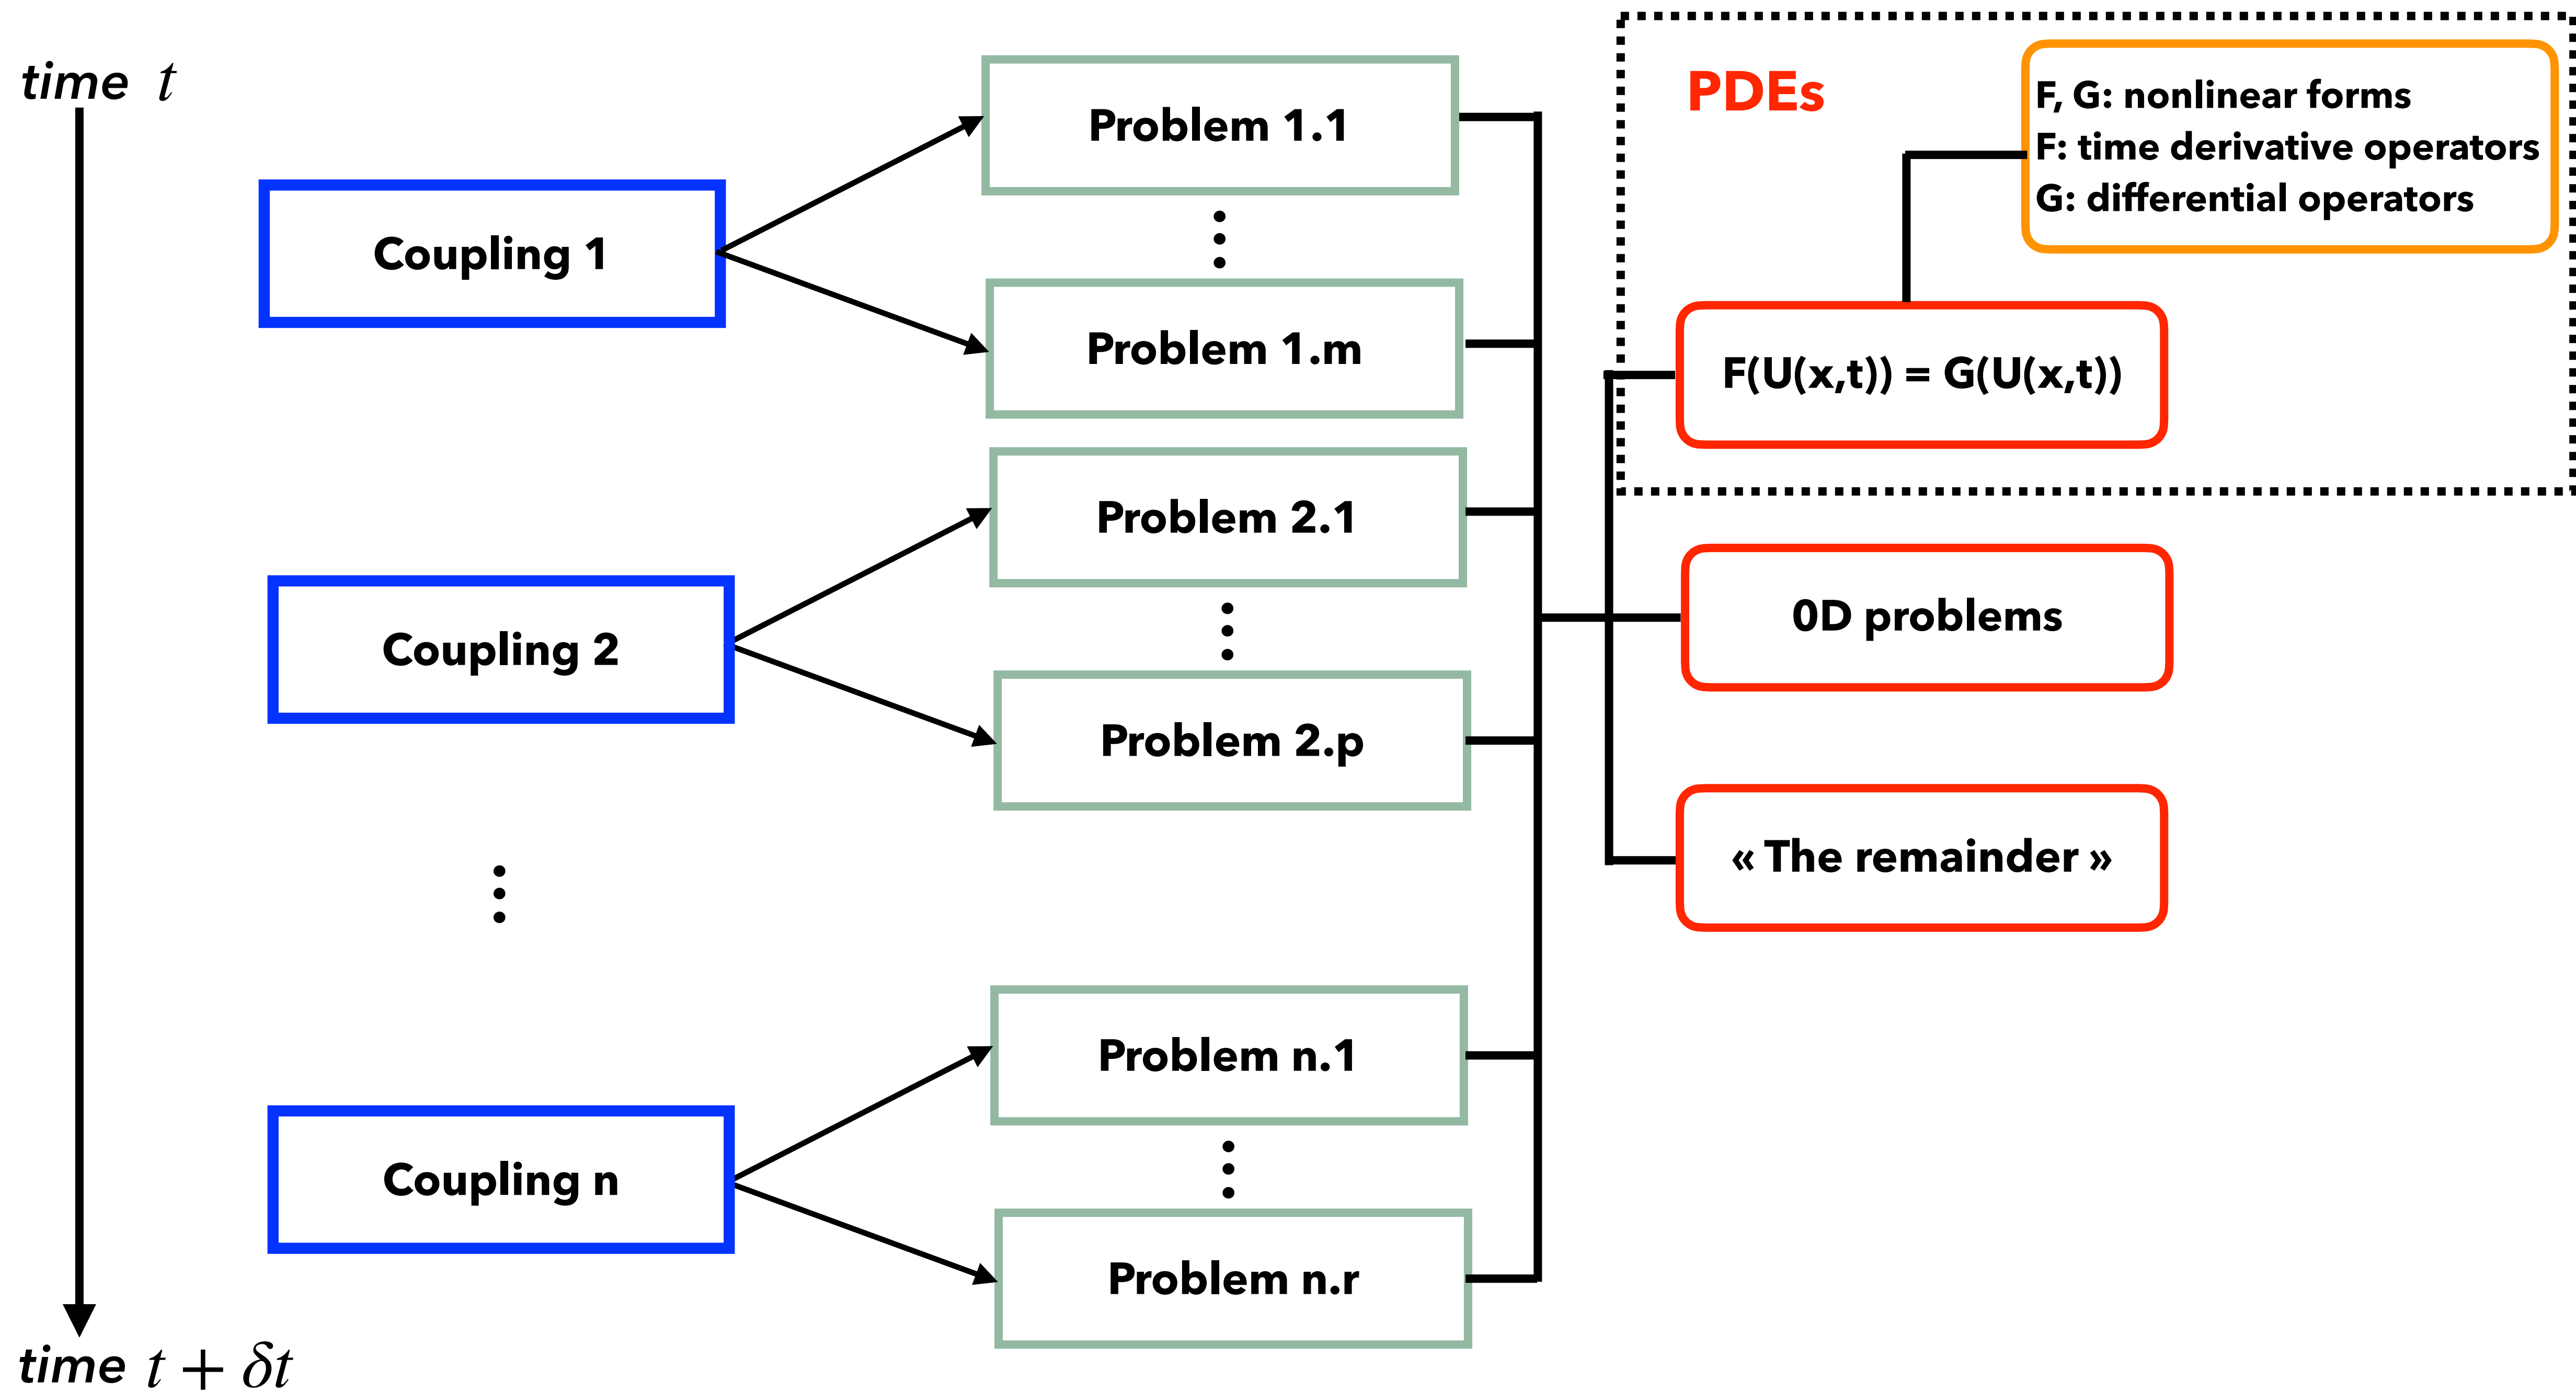 time t
Coupling 1
Coupling 2
Coupling n
time t + δt
Problem 1.1
Problem 1.m
Problem 2.1
Problem 2.p
Problem n.1
Problem n.r
PDEs
F, G: nonlinear forms
F: time derivative operators
G: differential operators
F(U(x,t)) = G(U(x,t))
0D problems
« The remainder »